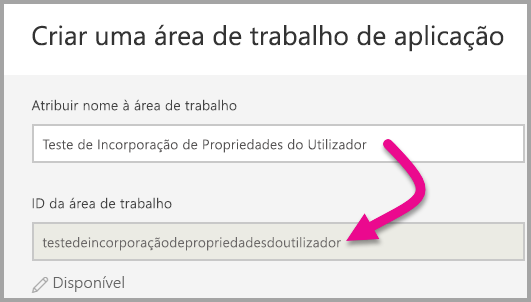 Criar uma área de trabalho de aplicação
Atribuir nome à área de trabalho
Teste de Incorporação de Propriedades do Utilizador
ID da área de trabalho
testedeincorporaçãodepropriedadesdoutilizador
Disponível